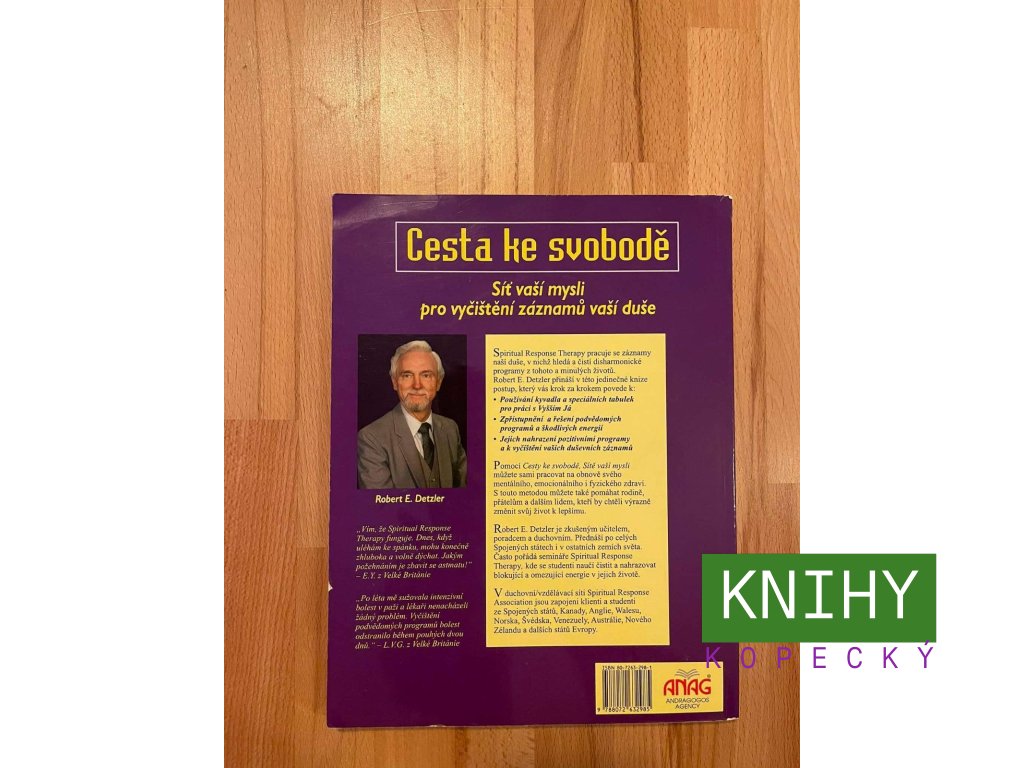 Cesta ke svobodě
Síť vaší mysli
pro vyčištění záznamů vaší duše
Robert E. Detzler
„Vím, že Spiritual Response
Therapy funguje. Dnes, když
uléhám ke spánku, mohu konečně
zhluboka a volně dýchat. Jakým
požehnáním je zbavit se astmatu!“
– E.Y. z Velké Británie
„Po léta mě sužovala intenzivní
bolest v paži a lékaři nenacházeli
žádný problém. Vyčištění
podvědomých programů bolest
odstranilo během pouhých dvou
dnů.“ – L.V.G. z Velké Británie
Spiritual Response Therapy pracuje se záznamy
naší duše, v nichž hledá a čistí disharmonické
programy z tohoto a minulých životů.
Robert E. Detzler přináší v této jedinečné knize
postup, který vás krok za krokem povede k:
• Používání kyvadla a speciálních tabulek
pro práci s Vyšším Já
• Zpřístupnění a řešení podvědomých
programů a škodlivých energií
• Jejich nahrazení pozitivními programy
a k vyčištění vašich duševních záznamů
Pomocí Cesty ke svobodě, Sítě vaší mysli
můžete sami pracovat na obnově svého
mentálního, emocionálního i fyzického zdraví.
S touto metodou můžete také pomáhat rodině,
přátelům a dalším lidem, kteří by chtěli výrazně
změnit svůj život k lepšímu.
Robert E. Detzler je zkušeným učitelem,
poradcem a duchovním. Přednáší po celých
Spojených státech i v ostatních zemích světa.
Často pořádá semináře Spiritual Response
Therapy, kde se studenti naučí čistit a nahrazovat
blokující a omezující energie v jejich životě.
V duchovní/vzdělávací síti Spiritual Response
Association jsou zapojeni klienti a studenti
ze Spojených států, Kanady, Anglie, Walesu,
Norska, Švédska, Venezuely, Austrálie, Nového
Zélandu a dalších států Evropy.
ISBN 80-7263-298-1
9 788072 632985
ANAG®
ANDRAGOGOS
AGENCY
KNIHY
KOPECKÝ